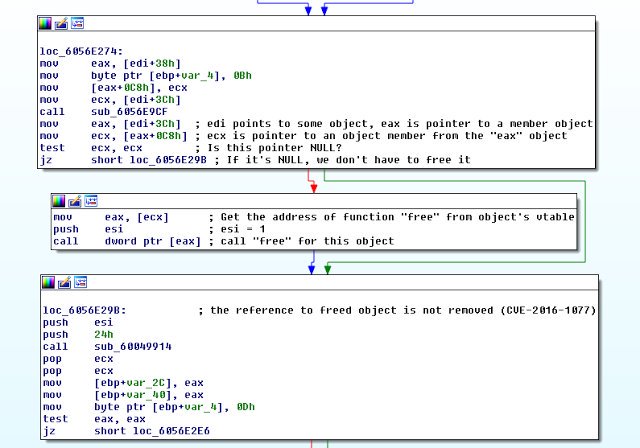 loc_6056E274:
mov eax, [edi+38h]
mov byte ptr [ebp+var_4], 0Bh
mov [eax+0C8h], ecx
mov ecx, [edi+3Ch]
call sub_6056E9CF
mov eax, [edi+3Ch] ; edi points to some object, eax is pointer to a member object
mov ecx, [eax+0C8h] ; ecx is pointer to an object member from the "eax" object
test ecx, ecx ; Is this pointer NULL?
jz short loc_6056E29B ; If it's NULL, we don't have to free it
mov eax, [ecx] ; Get the address of function "free" from object's vtable
push esi ; esi = 1
call dword ptr [eax] ; call "free" for this object
loc_6056E29B: ; the reference to freed object is not removed (CVE-2016-1077)
push esi
push 24h
call sub_60049914
pop ecx
pop ecx
mov [ebp+var_2C], eax
mov [ebp+var_40], eax
mov byte ptr [ebp+var_4], 0Dh
test eax, eax
jz short loc_6056E2E6